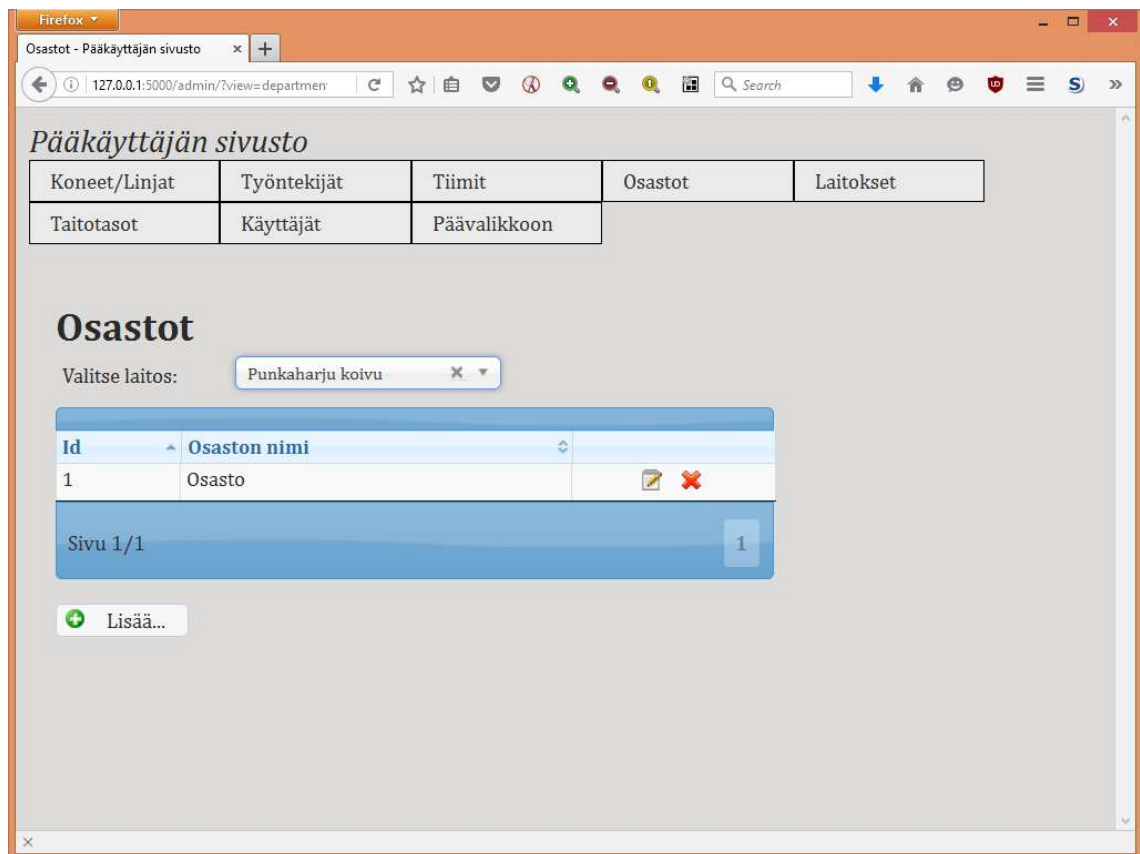 Firefox
Osastot - Pääkäyttäjän sivusto
127.0.0.1:5000/admin/?view=departmen
Search
Pääkäyttäjän sivusto
Koneet/Linjat Työntekijät Tiimit Osastot Laitokset
Taitotasot Käyttäjät Päävalikkoon
Osastot
Valitse laitos: Punkaharju koivu
Id Osaston nimi
1 Osasto
Sivu 1/1 1
Lisää...